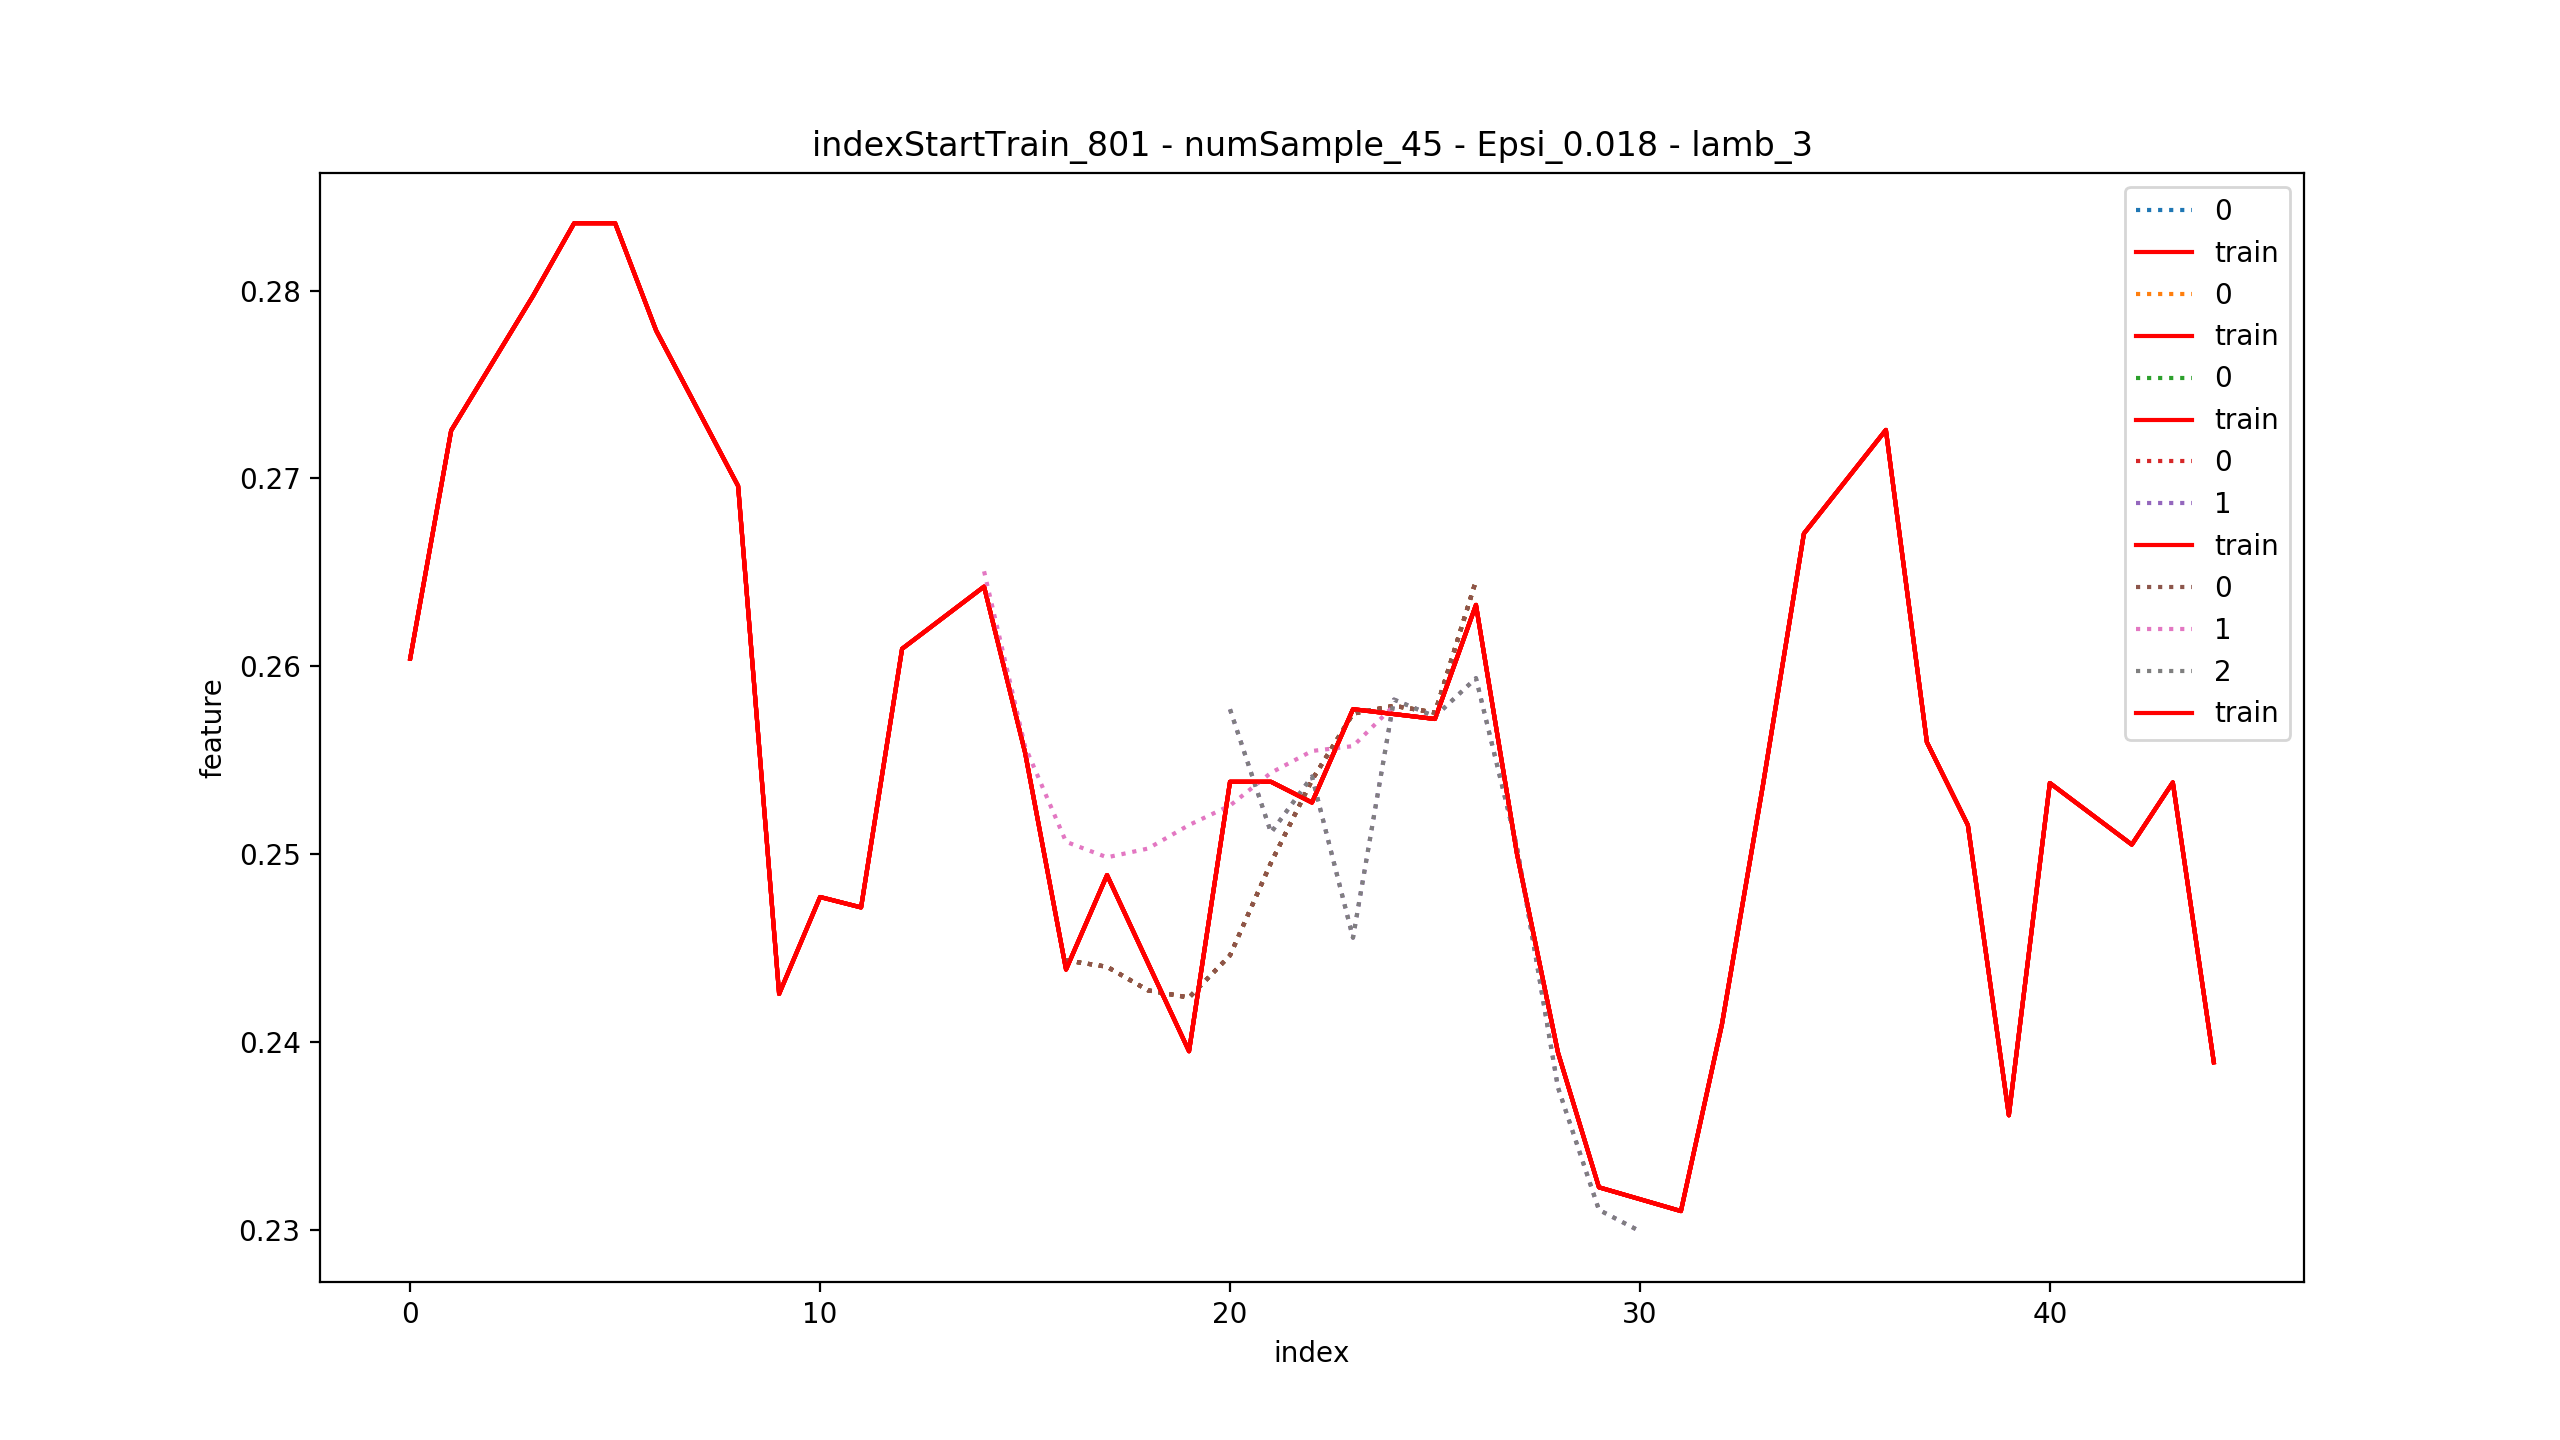 indexStartTrain_801 - numSample_45 - Epsi_0.018 - lamb_3
0
train
0
train
0
train
0
1
train
0
1
2
train
0.28
0.27
0.26
0.25
0.24
0.23
feature
0 10 20 30 40
index